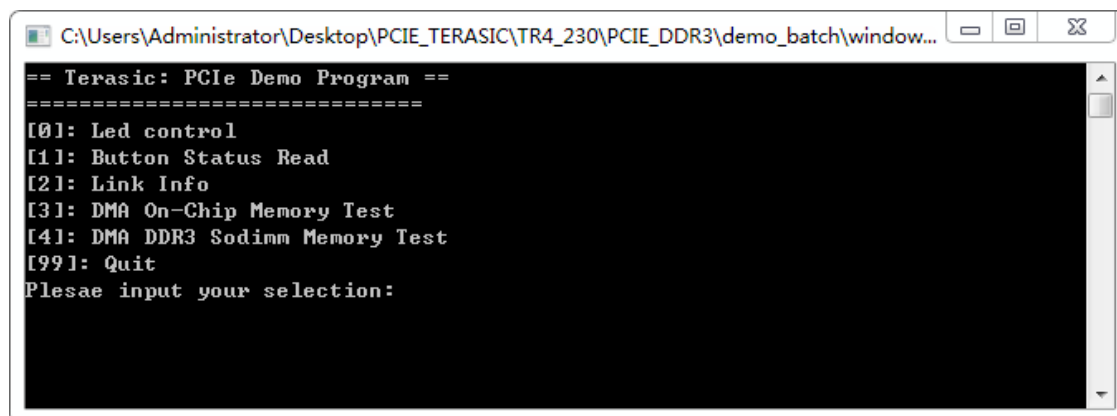 C:\Users\Administrator\Desktop\PCIE_TERASIC\TR4_230\PCIE_DDR3\demo_batch\window...
== Terasic: PCIe Demo Program ==
==============================
[0]: Led control
[1]: Button Status Read
[2]: Link Info
[3]: DMA On-Chip Memory Test
[4]: DMA DDR3 Sodimm Memory Test
[99]: Quit
Plesae input your selection: